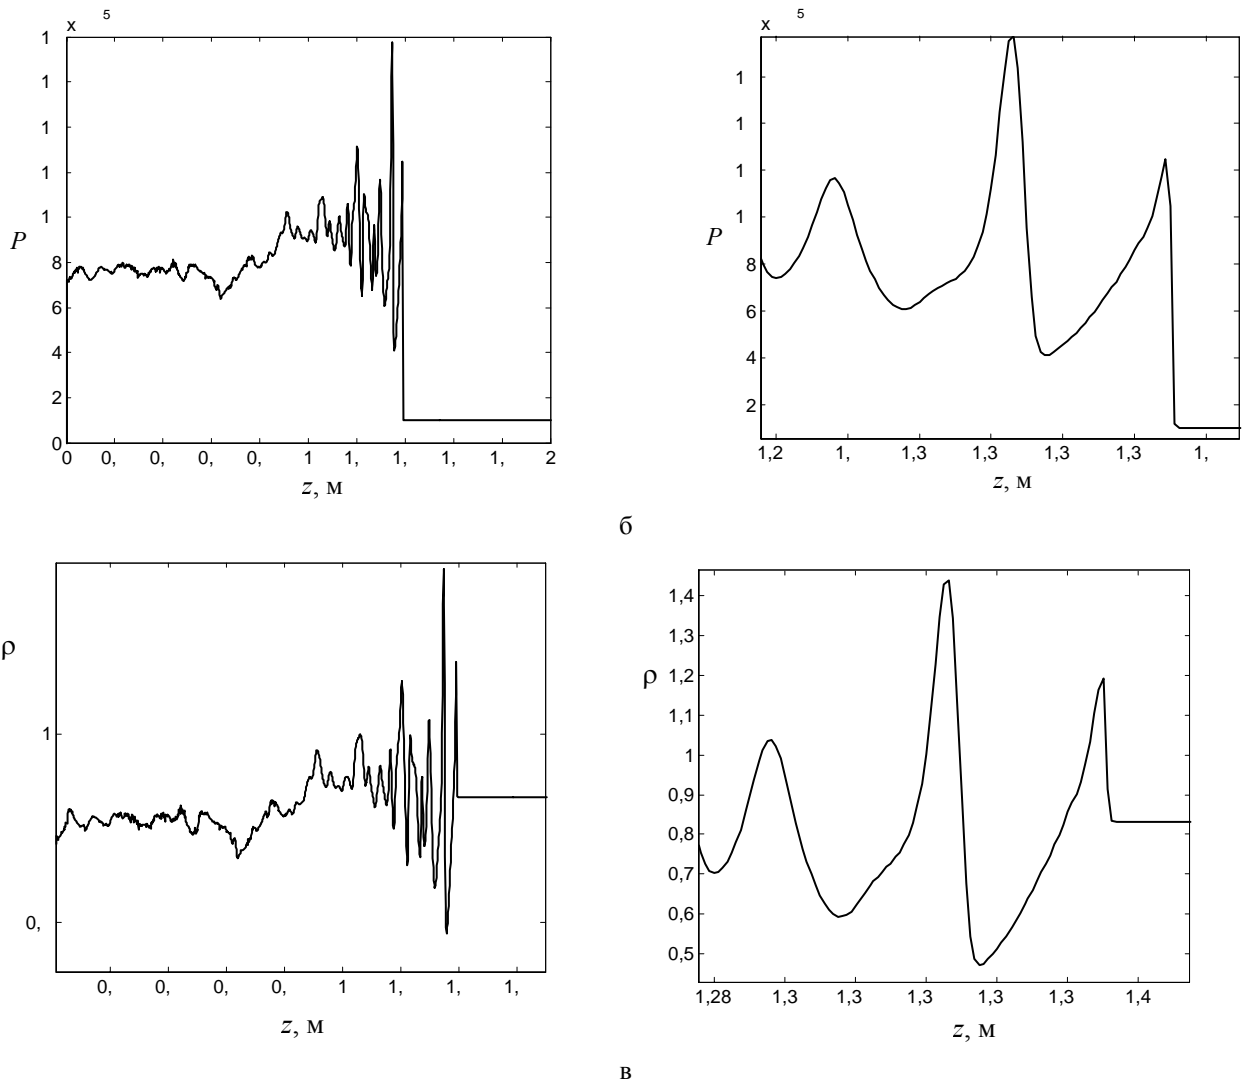 x 5
1
1
1
1
1
8
6
4
2
0
P
0 0, 0, 0, 0, 1 1, 1, 1, 1, 2
z, м
x 5
1
1
1
8
6
4
2
P
1,2 1, 1,3 1,3 1,3 1,3 1,
z, м
б
ρ
1
0,
0, 0, 0, 0, 1 1, 1, 1,
z, м
1,4
1,3
1,2
1,1
1
0,9
0,8
0,7
0,6
0,5
ρ
1,28 1,3 1,3 1,3 1,3 1,3 1,4
z, м
в